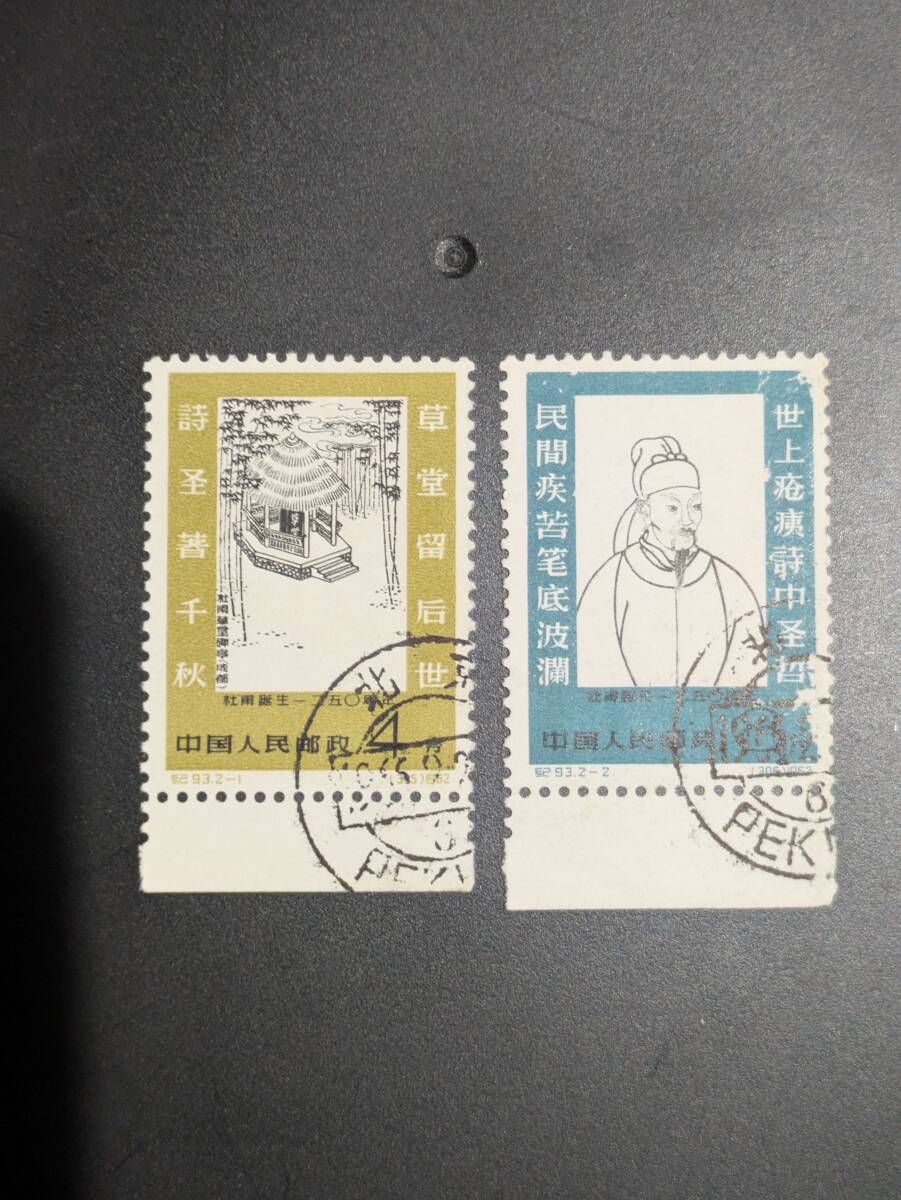 草堂留后世
詩圣著千秋
杜甫草堂碑亭(成都)
杜甫誕生一二五〇周年
中国人民邮政 4
纪93.2-1
(305)1962
北
世上疮痍詩中圣哲
民間疾苦笔底波瀾
杜甫誕生一二五〇周年
中国人民邮政
纪93.2-2
(306)1962
北
PEK